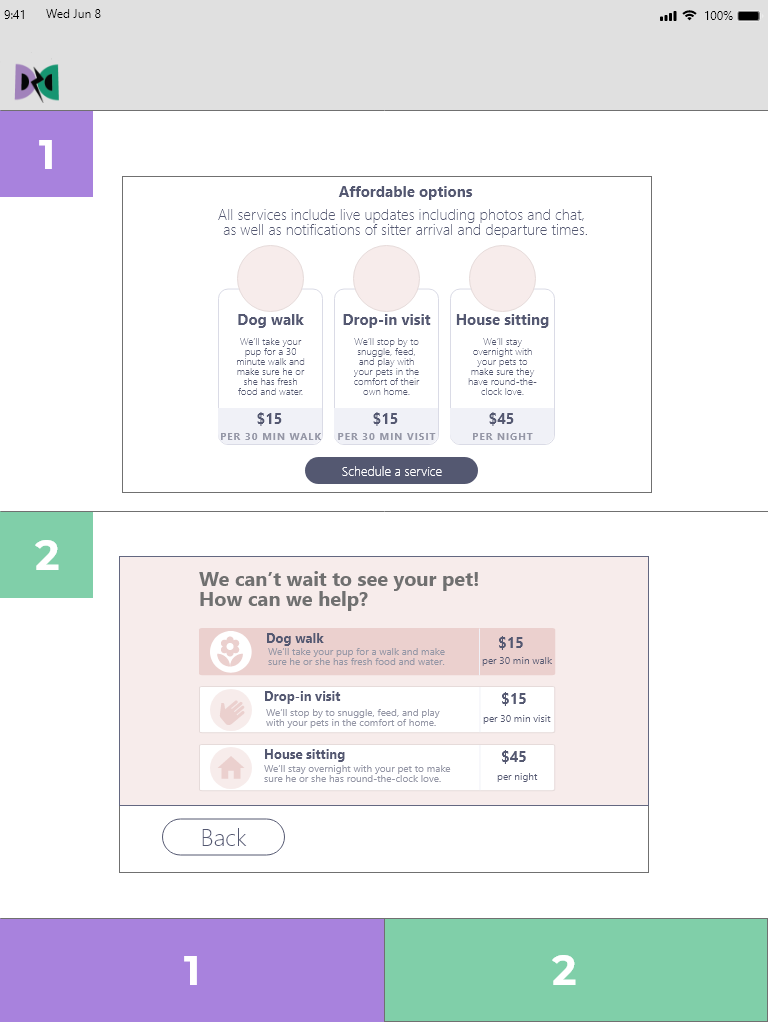 9:41 Wed Jun 8 100%
1
Affordable options
All services include live updates including photos and chat,
as well as notifications of sitter arrival and departure times.
Dog walk
We'll take your
pup for a 30
minute walk and
make sure he or
she has fresh
food and water.
$15
PER 30 MIN WALK
Drop-in visit
We'll stop by to
snuggle, feed,
and play with
your pets in the
comfort of their
own home.
$15
PER 30 MIN VISIT
House sitting
We'll stay
overnight with
your pets to
make sure they
have round-the-
clock love.
$45
PER NIGHT
Schedule a service
2
We can't wait to see your pet!
How can we help?
Dog walk
We'll take your pup for a walk and make
sure he or she has fresh food and water.
$15
per 30 min walk
Drop-in visit
We'll stop by to snuggle, feed, and play
with your pets in the comfort of home.
$15
per 30 min visit
House sitting
We'll stay overnight with your pet to make
sure he or she has round-the-clock love.
$45
per night
Back
1
2